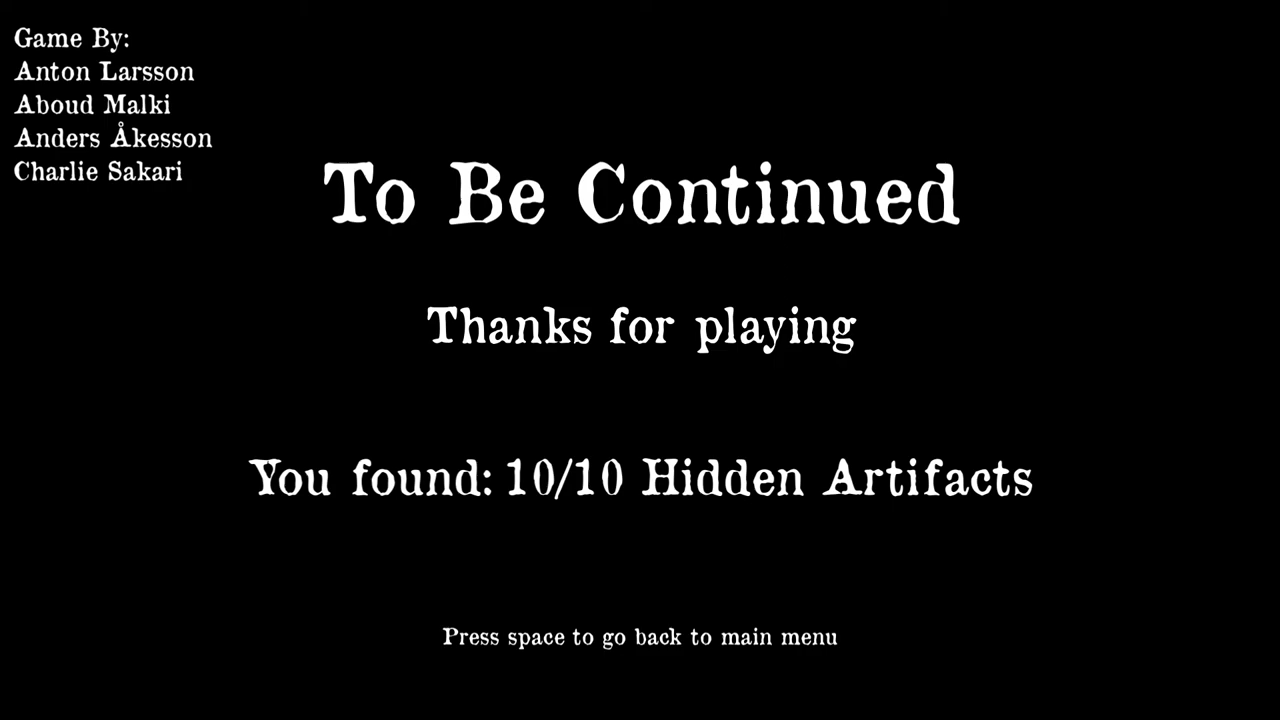 Game By:
Anton Larsson
Aboud Malki
Anders Åkesson
Charlie Sakari
To Be Continued
Thanks for playing
You found: 10/10 Hidden Artifacts
Press space to go back to main menu